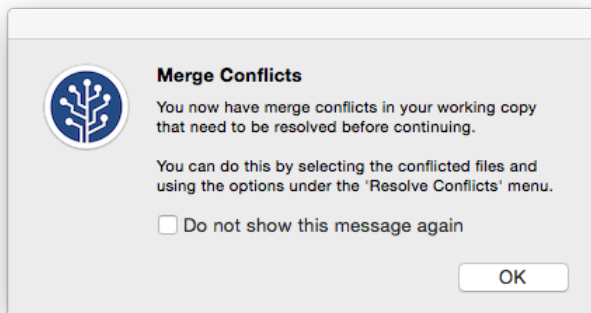 Merge Conflicts
You now have merge conflicts in your working copy
that need to be resolved before continuing.
You can do this by selecting the conflicted files and
using the options under the 'Resolve Conflicts' menu.
Do not show this message again
OK